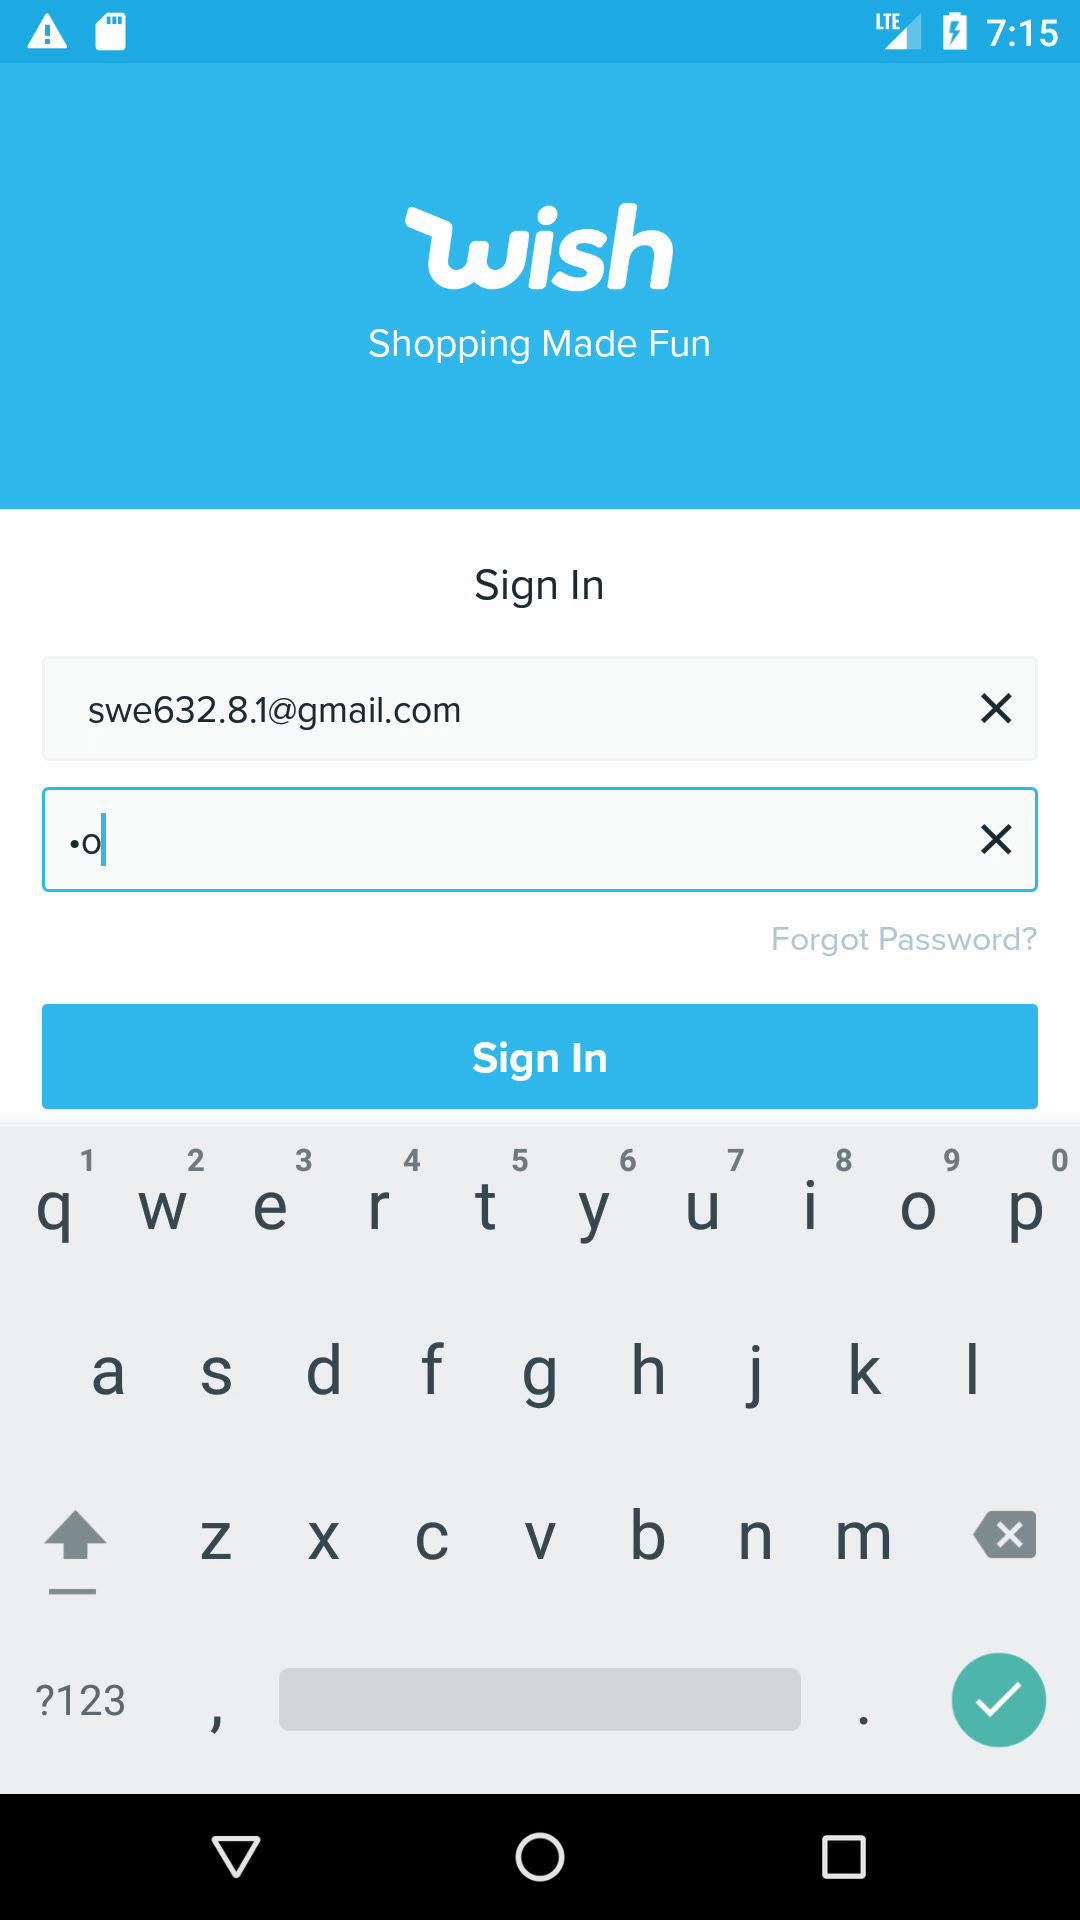 LTE 7:15
wish
Shopping Made Fun
Sign In
swe632.8.1@gmail.com
•o
Forgot Password?
Sign In
1 2 3 4 5 6 7 8 9 0
q w e r t y u i o p
a s d f g h j k l
z x c v b n m
?123 , .